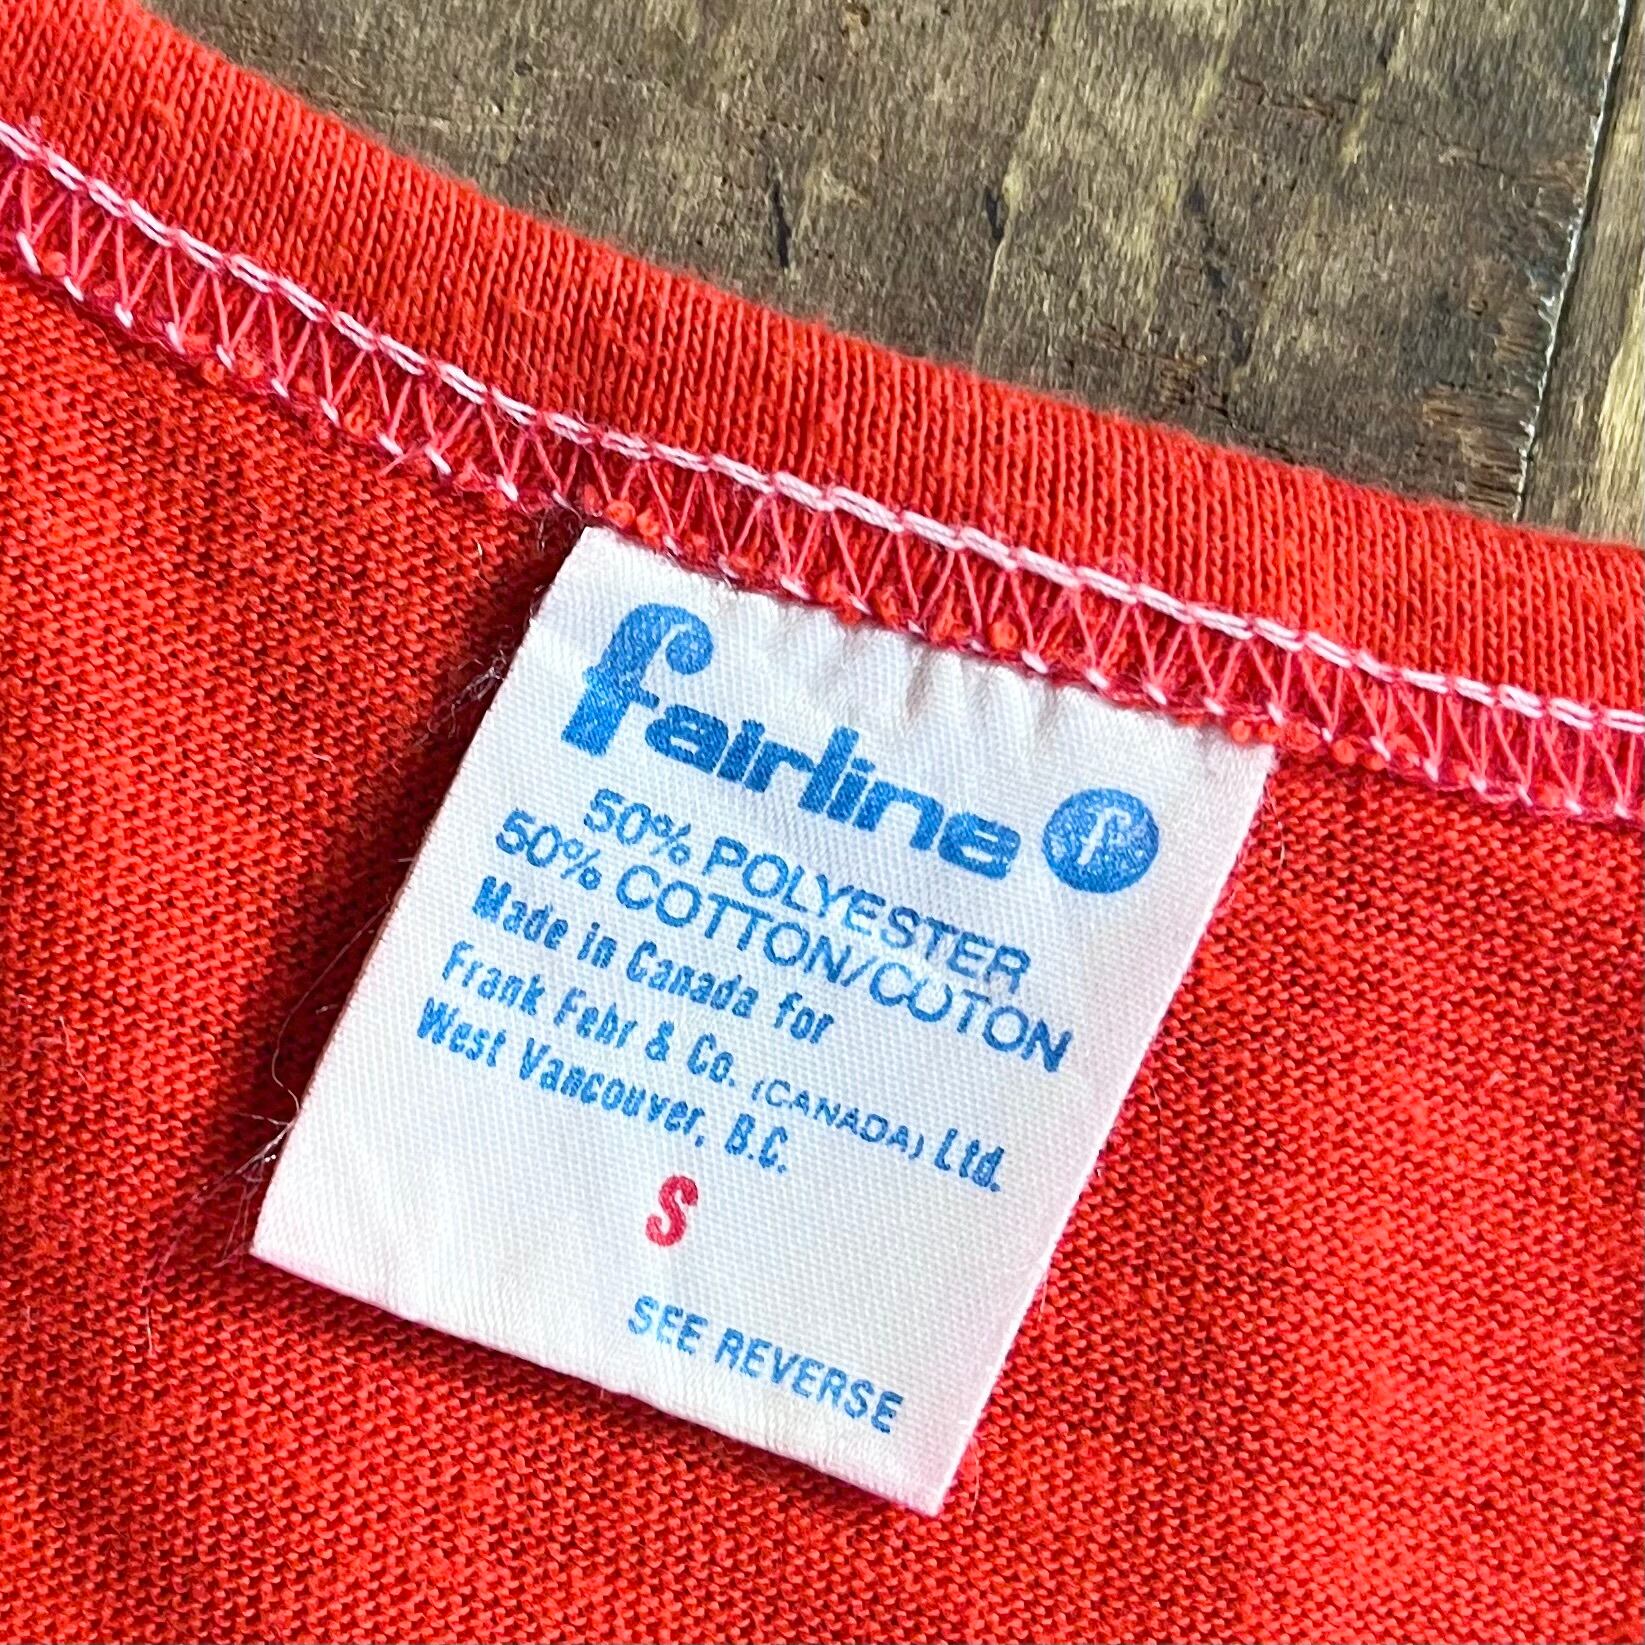 fairline f
50% POLYESTER
50% COTTON/COTON
Made in Canada for
Frank Fehr & Co. (CANADA) Ltd.
West Vancouver, B.C.
S
SEE REVERSE